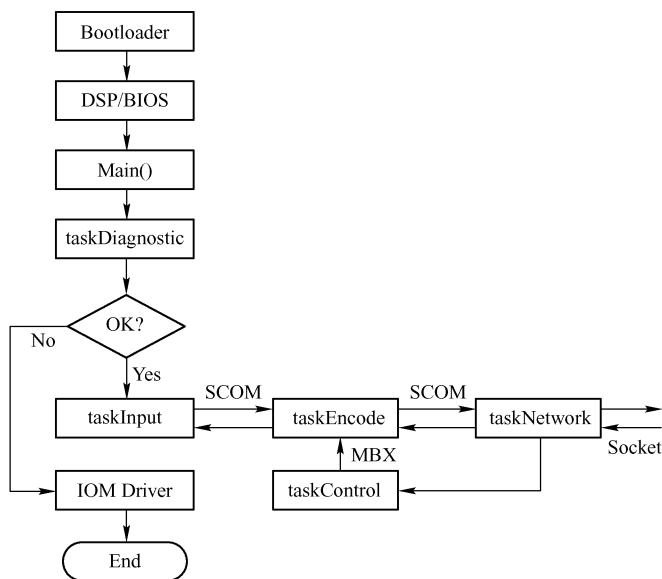 Bootloader
DSP/BIOS
Main()
taskDiagnostic
OK?
No
Yes
SCOM
SCOM
taskInput
taskEncode
taskNetwork
Socket
MBX
IOM Driver
taskControl
End